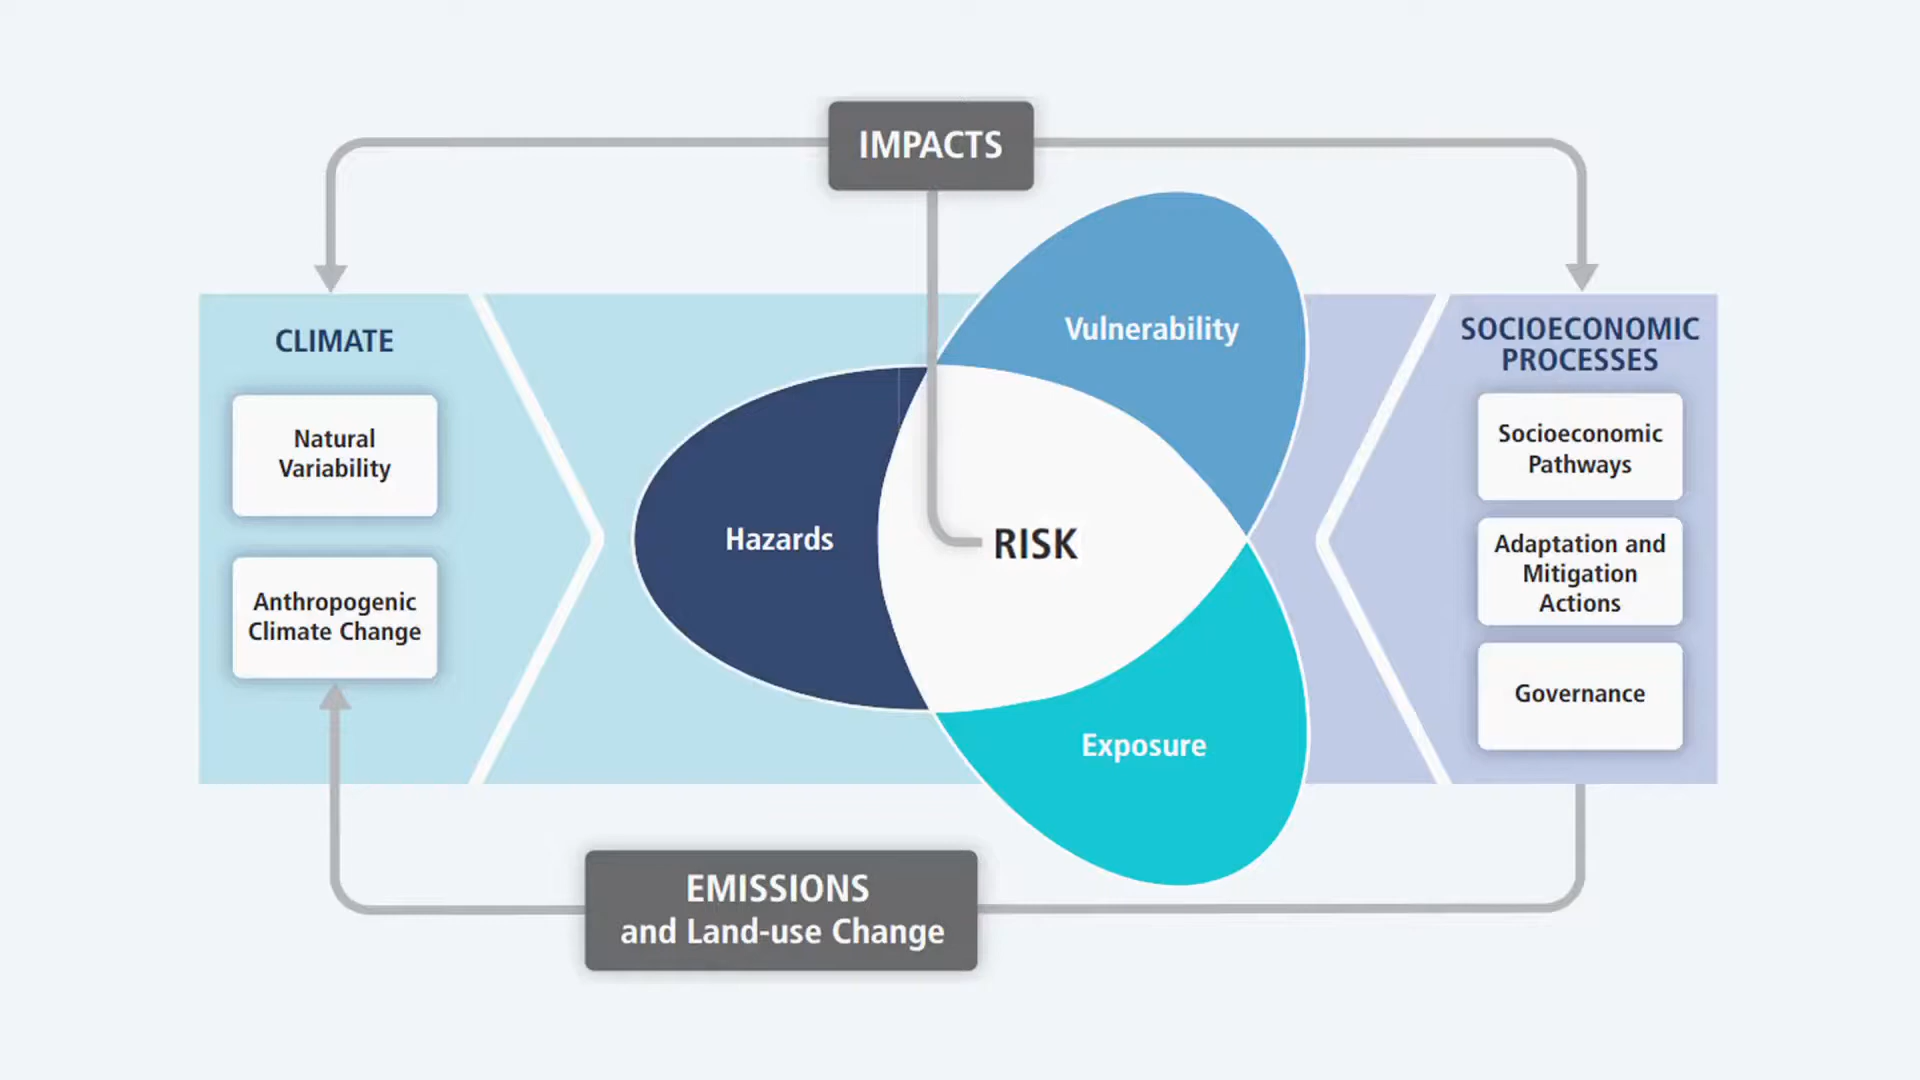 IMPACTS
CLIMATE
Natural
Variability
Anthropogenic
Climate Change
Vulnerability
Hazards
RISK
Exposure
SOCIOECONOMIC
PROCESSES
Socioeconomic
Pathways
Adaptation and
Mitigation
Actions
Governance
EMISSIONS
and Land-use Change